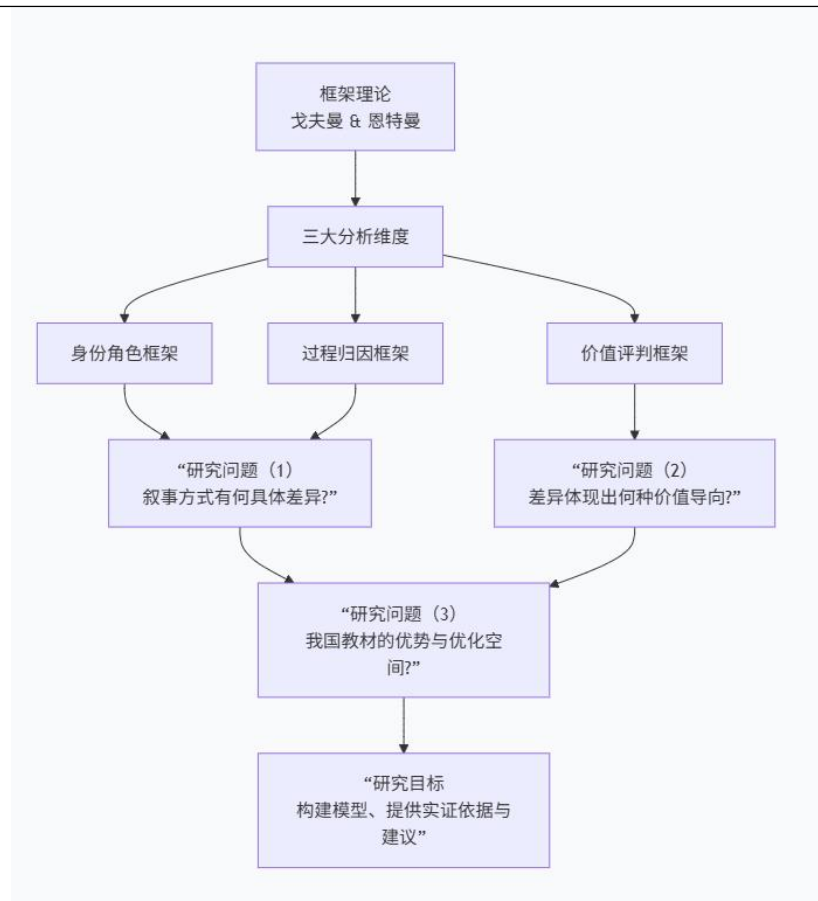 框架理论
戈夫曼 & 恩特曼
三大分析维度
身份角色框架
过程归因框架
价值评判框架
“研究问题（1）
叙事方式有何具体差异?”
“研究问题（2）
差异体现出何种价值导向?”
“研究问题（3）
我国教材的优势与优化空
间?”
“研究目标
构建模型、提供实证依据与
建议”